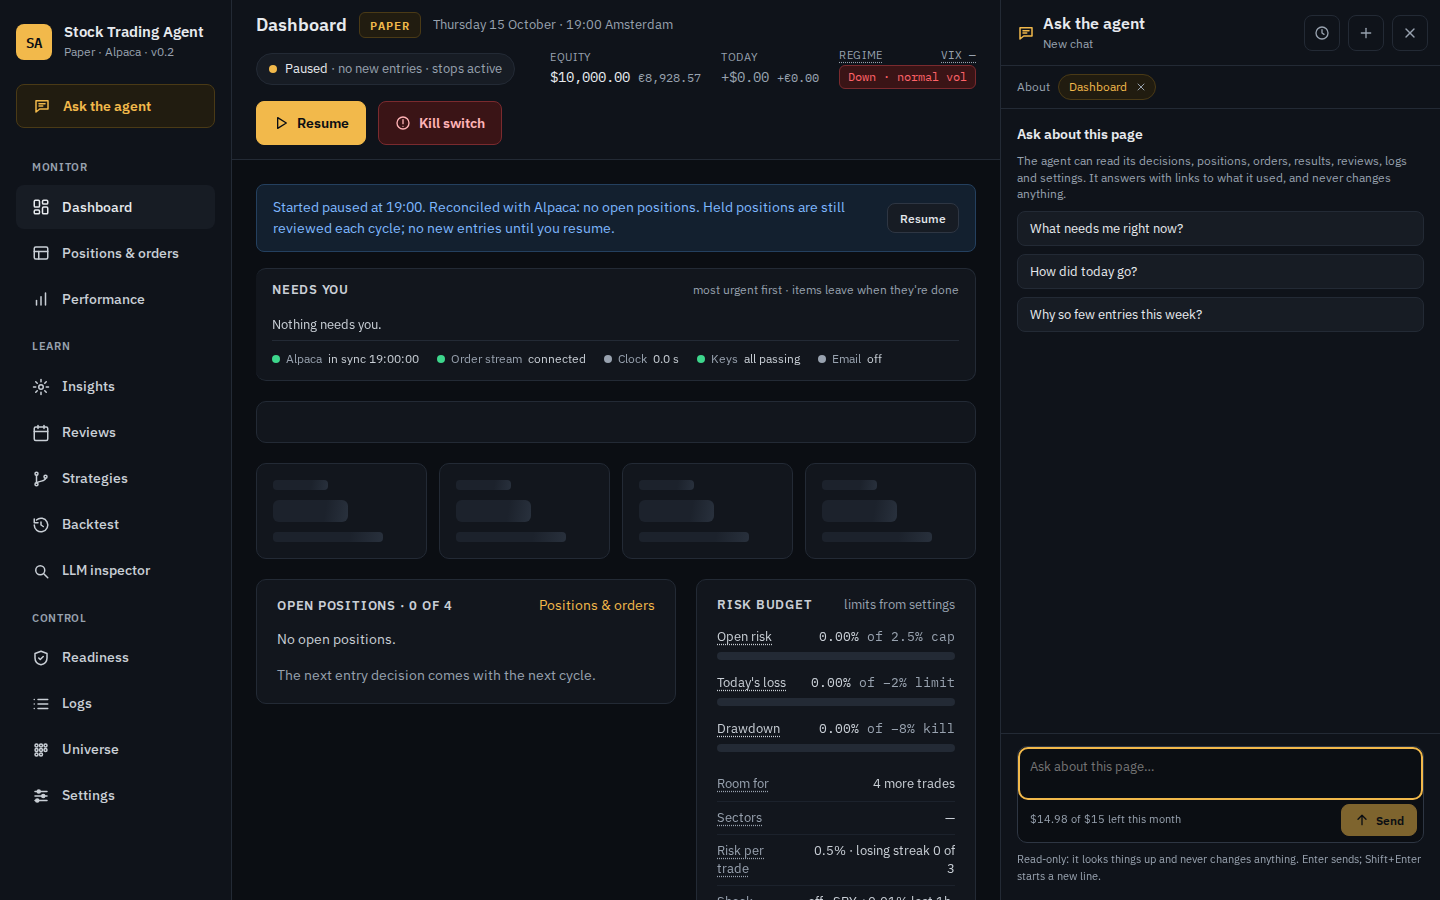 SA
Stock Trading Agent
Paper · Alpaca · v0.2
Ask the agent
MONITOR
Dashboard
Positions & orders
Performance
LEARN
Insights
Reviews
Strategies
Backtest
LLM inspector
CONTROL
Readiness
Logs
Universe
Settings
Dashboard PAPER Thursday 15 October · 19:00 Amsterdam
Paused · no new entries · stops active
EQUITY
$10,000.00 €8,928.57
TODAY
+$0.00 +€0.00
REGIME VIX —
Down · normal vol
Resume
Kill switch
Started paused at 19:00. Reconciled with Alpaca: no open positions. Held positions are still
reviewed each cycle; no new entries until you resume.
Resume
NEEDS YOU most urgent first · items leave when they're done
Nothing needs you.
Alpaca in sync 19:00:00 Order stream connected Clock 0.0 s Keys all passing Email off
OPEN POSITIONS · 0 OF 4 Positions & orders
No open positions.
The next entry decision comes with the next cycle.
RISK BUDGET limits from settings
Open risk 0.00% of 2.5% cap
Today's loss 0.00% of −2% limit
Drawdown 0.00% of −8% kill
Room for 4 more trades
Sectors —
Risk per trade 0.5% · losing streak 0 of 3
Ask the agent
New chat
About Dashboard
Ask about this page
The agent can read its decisions, positions, orders, results, reviews, logs
and settings. It answers with links to what it used, and never changes
anything.
What needs me right now?
How did today go?
Why so few entries this week?
Ask about this page…
$14.98 of $15 left this month
Send
Read-only: it looks things up and never changes anything. Enter sends; Shift+Enter
starts a new line.